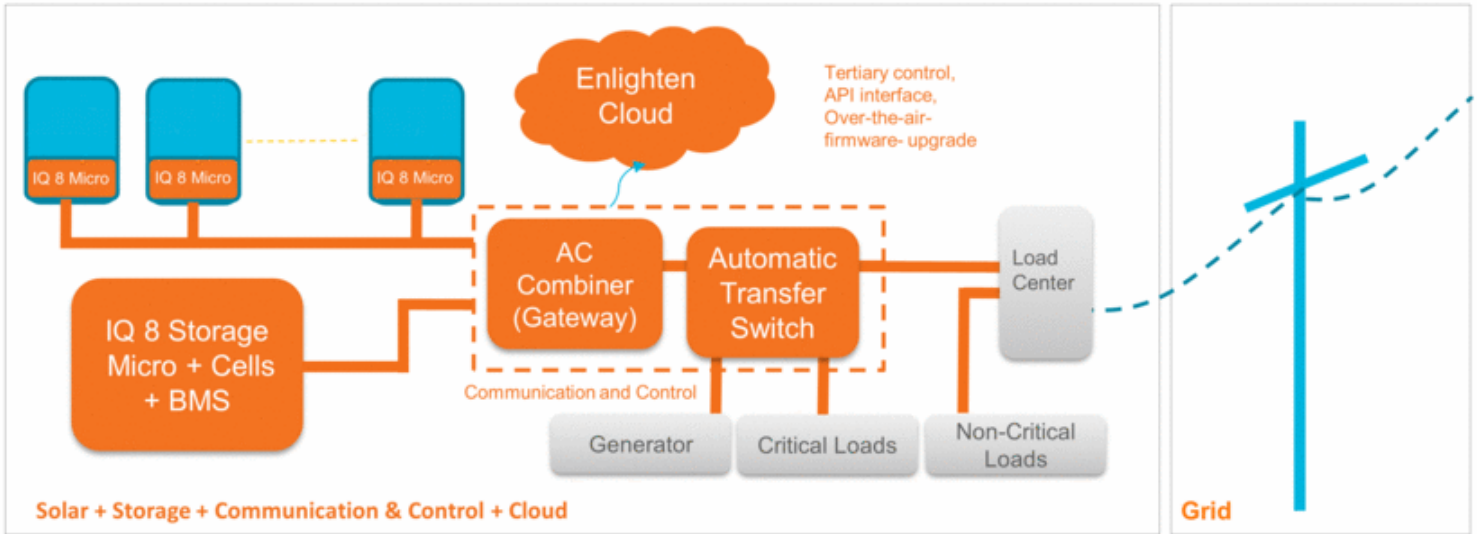 Enlighten
Cloud
Tertiary control,
API interface,
Over-the-air-
firmware- upgrade
IQ 8 Micro
IQ 8 Micro
IQ 8 Micro
AC
Combiner
(Gateway)
Automatic
Transfer
Switch
Load
Center
IQ 8 Storage
Micro + Cells
+ BMS
Communication and Control
Generator
Critical Loads
Non-Critical
Loads
Solar + Storage + Communication & Control + Cloud
Grid